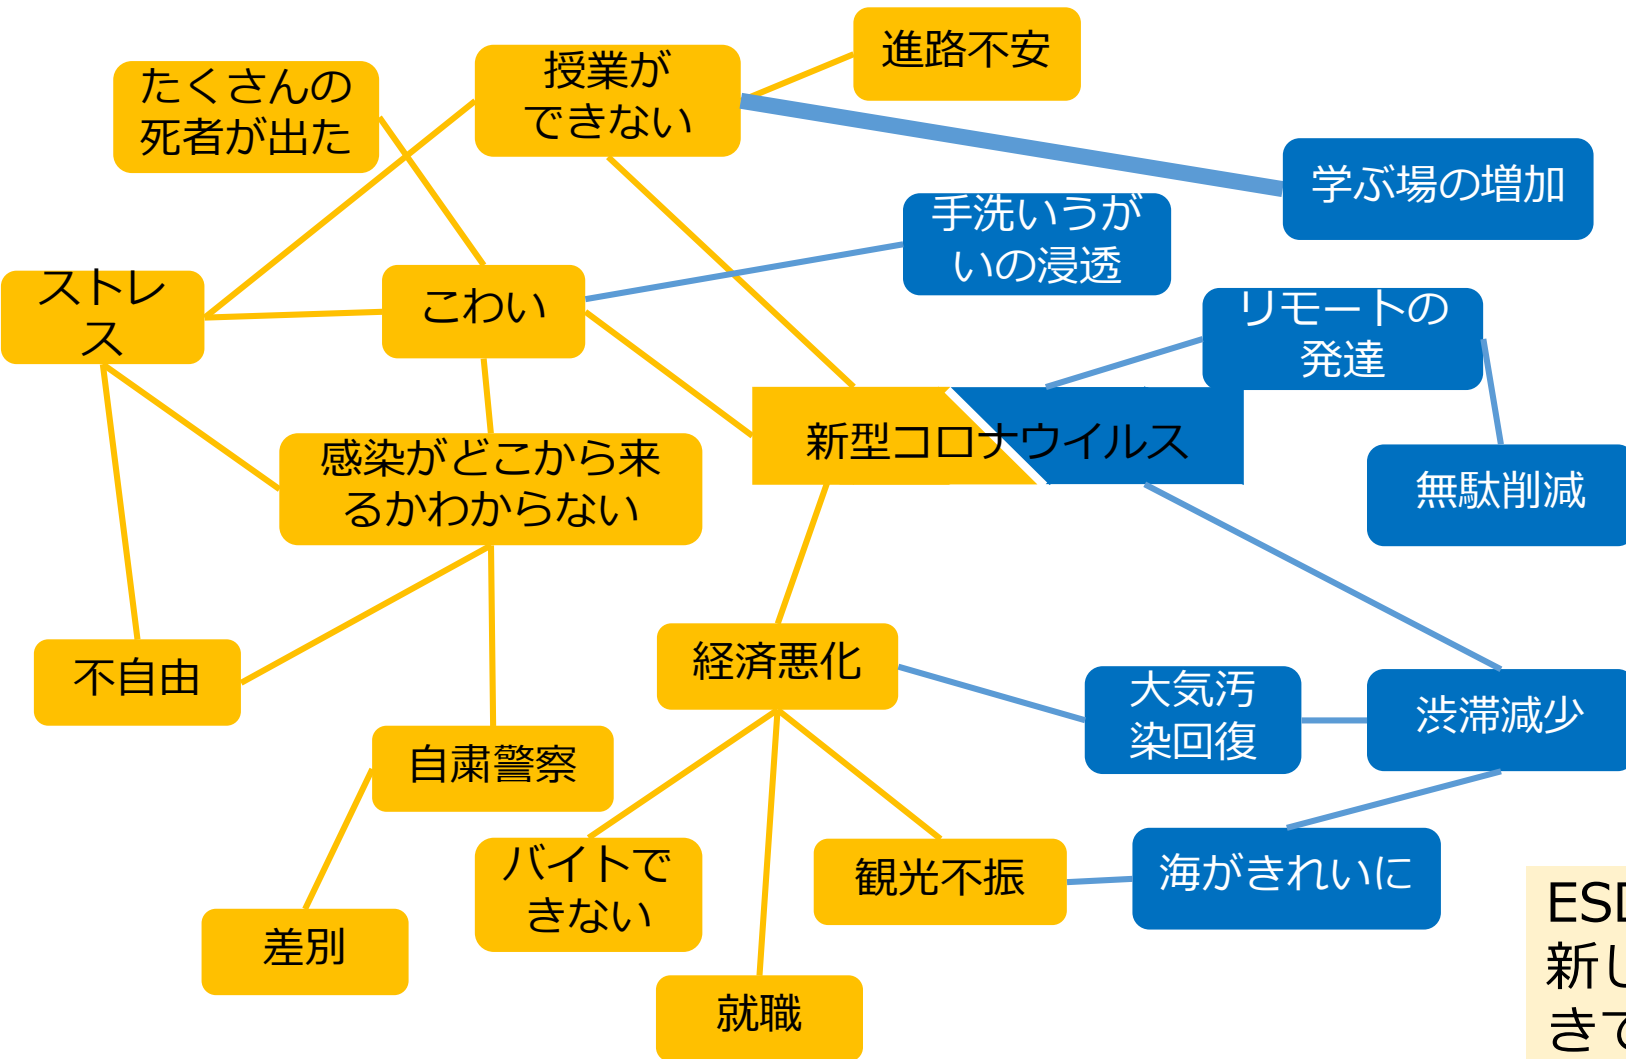 進路不安
授業が
できない
たくさんの
死者が出た
学ぶ場の増加
手洗いうが
いの浸透
ストレ
ス
こわい
リモートの
発達
新型コロナウイルス
感染がどこから来
るかわからない
無駄削減
不自由
経済悪化
大気汚
染回復
渋滞減少
自粛警察
バイトで
きない
観光不振
海がきれいに
差別
就職
ES
新し
きて